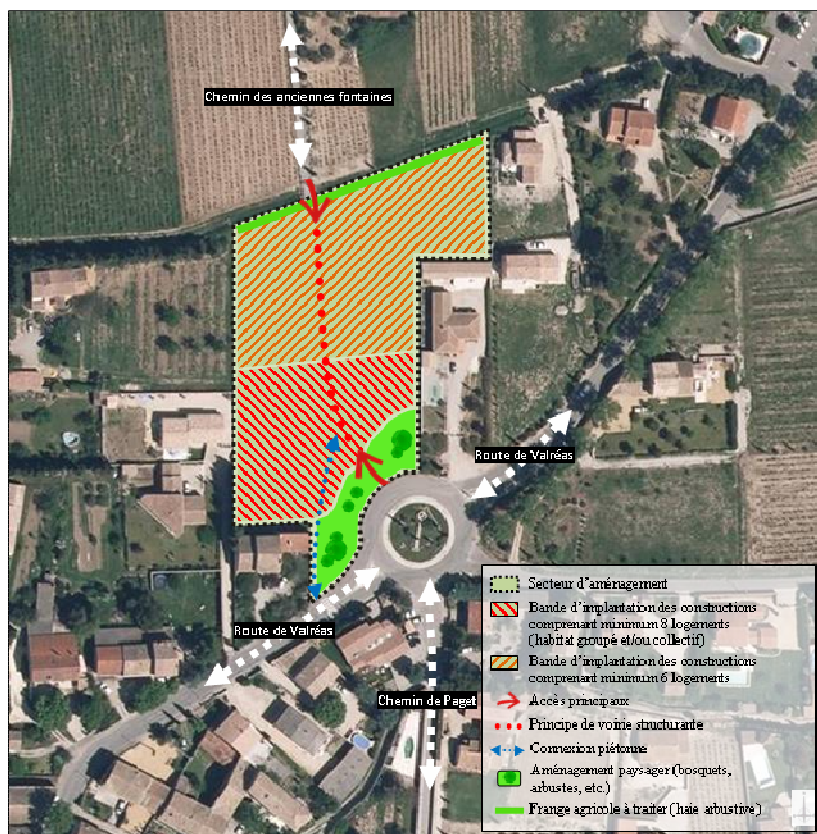 Chemin des anciennes fontaines
Route de Valréas
Route de Valréas
Chemin de Paget
Secteur d'aménagement
Bande d'implantation des constructions
comprenant minimum 8 logements
(habitat groupé et/ou collectif)
Bande d'implantation des constructions
comprenant minimum 6 logements
Accès principaux
Principe de voirie structurante
Connexion piétonne
Aménagement paysager (bosquets,
arbustes, etc.)
Frange agricole à traiter (haie arbustive)